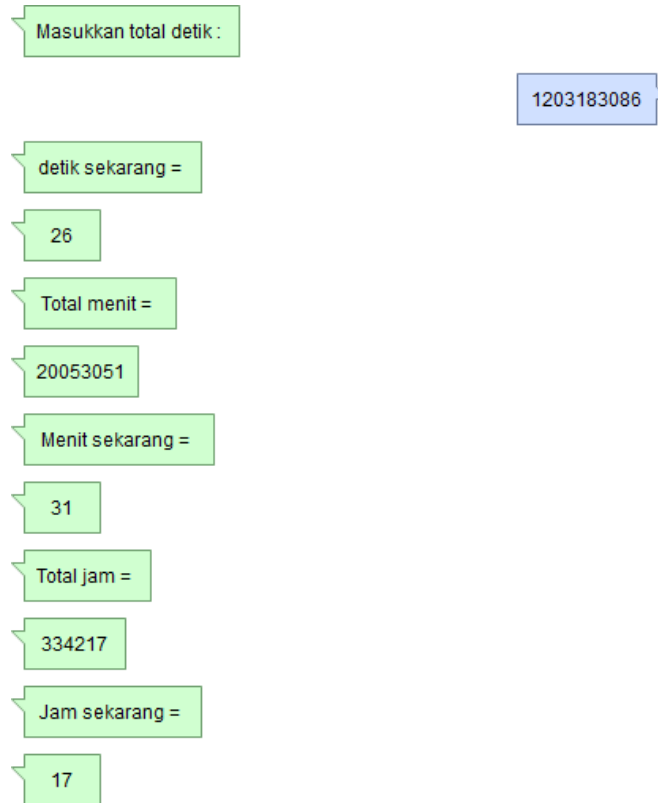 Masukkan total detik :
1203183086
detik sekarang =
26
Total menit =
20053051
Menit sekarang =
31
Total jam =
334217
Jam sekarang =
17